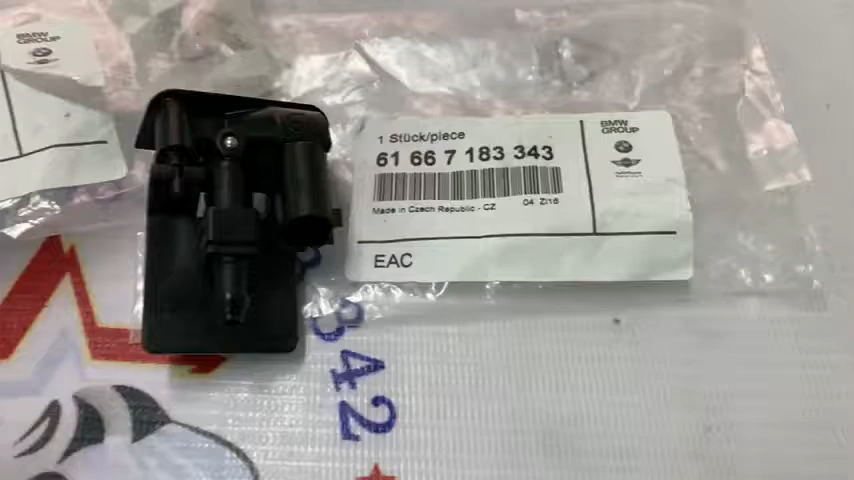 BMW
GROUP
1 Stück/piece
61 66 7 183 343
Made in Czech Republic - CZ
04 Z/16
EAC
BMW
GROUP
342